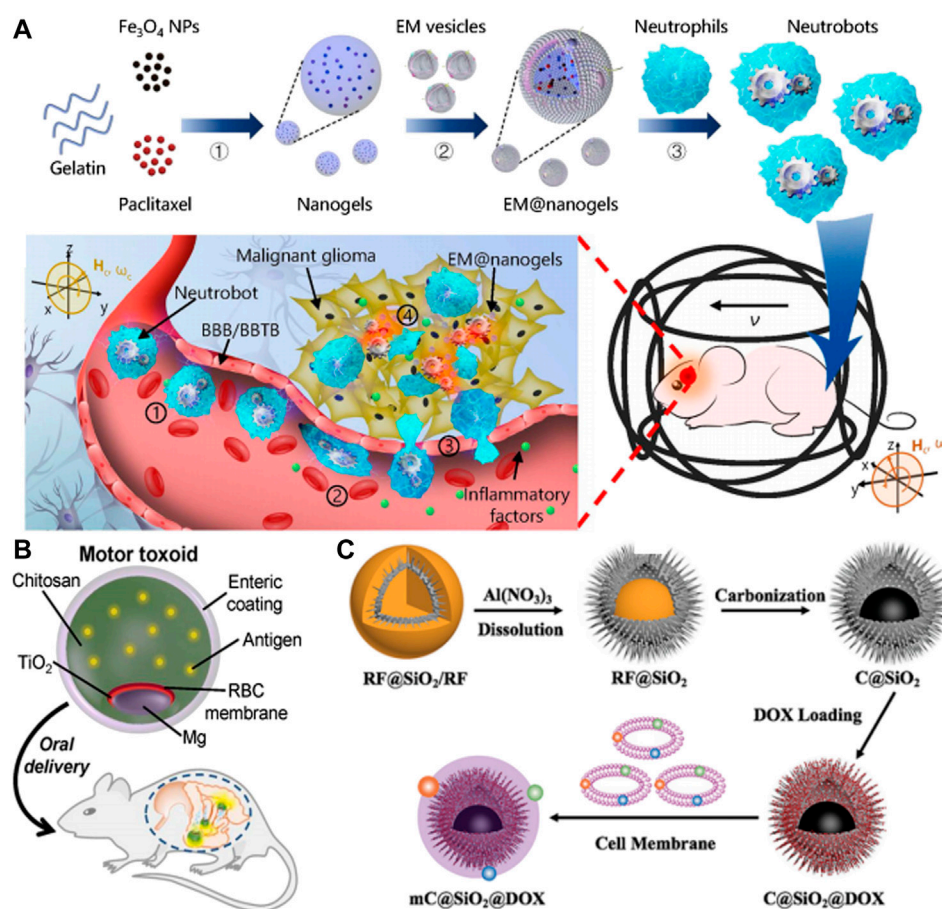 A
Fe₃O₄ NPs
EM vesicles
Neutrophils
Neutrobots
Gelatin
①
②
③
Paclitaxel
Nanogels
EM@nanogels
z
H
x
y
Malignant glioma
EM@nanogels
Neutrobot
④
BBB/BBTB
①
②
③
Inflammatory
factors
v
z
x
y
B
Motor toxoid
Chitosan
Enteric
coating
Antigen
TiO₂
RBC
membrane
Mg
Oral
delivery
C
Al(NO₃)₃
Dissolution
Carbonization
RF@SiO₂/RF
RF@SiO₂
C@SiO₂
DOX Loading
Cell Membrane
mC@SiO₂@DOX
C@SiO₂@DOX